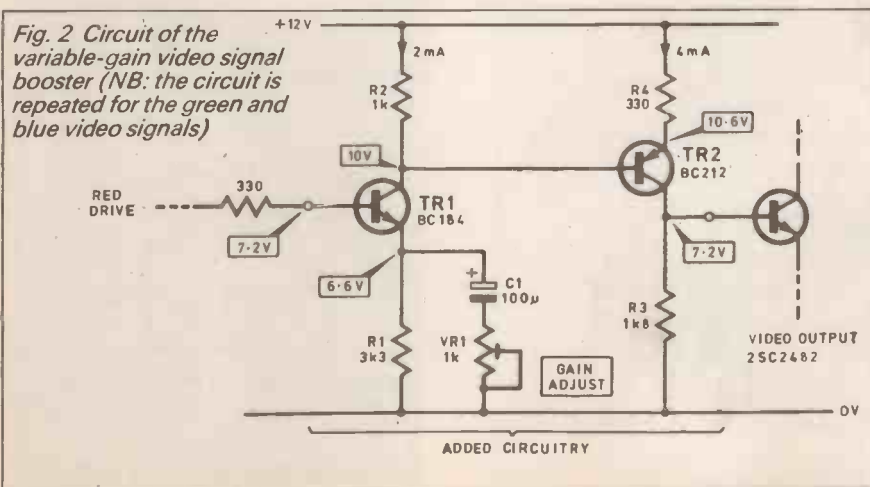 Fig. 2 Circuit of the
variable-gain video signal
booster (NB: the circuit is
repeated for the green and
blue video signals)
+12V
2mA
4mA
R2
1k
R4
330
10·6V
10V
TR2
BC212
RED
DRIVE
330
TR1
BC184
7·2V
7·2V
6·6V
C1
100μ
+
R1
3k3
VR1
1k
R3
1k8
GAIN
ADJUST
VIDEO OUTPUT
2SC2482
0V
ADDED CIRCUITRY